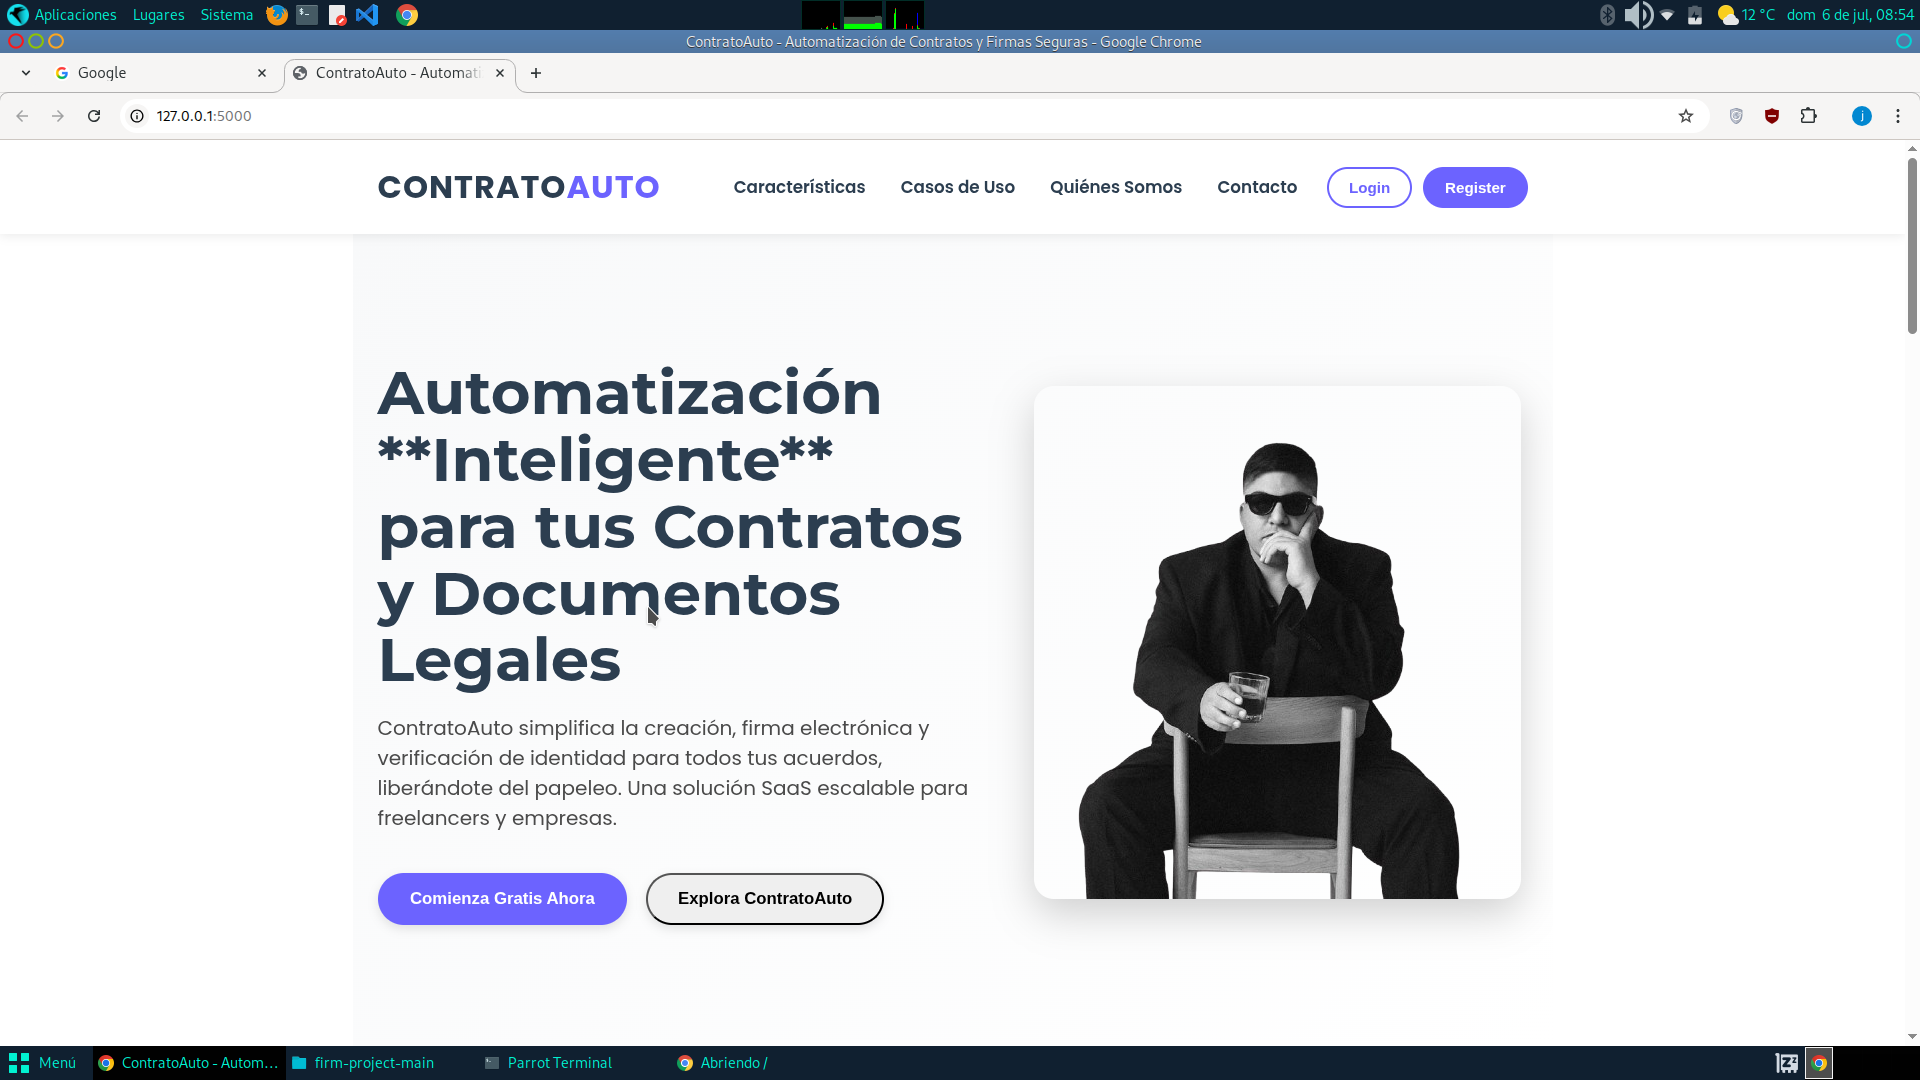 Aplicaciones Lugares Sistema 12 °C dom 6 de jul, 08:54
ContratoAuto - Automatización de Contratos y Firmas Seguras - Google Chrome
Google ContratoAuto - Automati
127.0.0.1:5000 j
CONTRATOAUTO Características Casos de Uso Quiénes Somos Contacto Login Register
Automatización
**Inteligente**
para tus Contratos
y Documentos
Legales
ContratoAuto simplifica la creación, firma electrónica y
verificación de identidad para todos tus acuerdos,
liberándote del papeleo. Una solución SaaS escalable para
freelancers y empresas.
Comienza Gratis Ahora Explora ContratoAuto
Menú ContratoAuto - Autom... firm-project-main Parrot Terminal Abriendo /